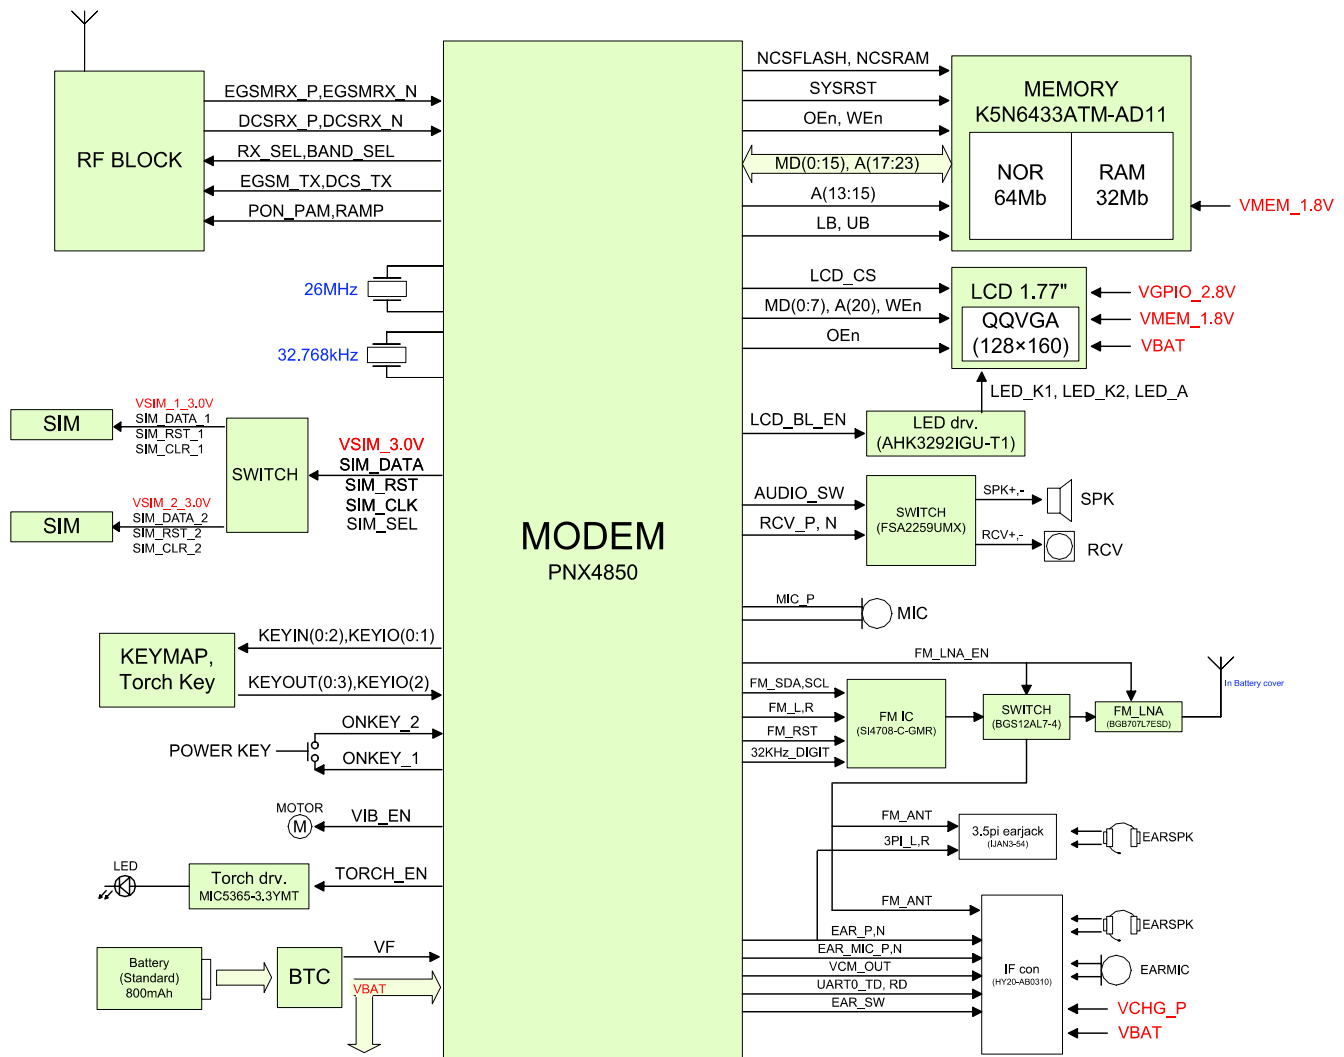 RF BLOCK
EGSMRX_P,EGSMRX_N
DCSRX_P,DCSRX_N
RX_SEL,BAND_SEL
EGSM_TX,DCS_TX
PON_PAM,RAMP
26MHz
32.768kHz
SIM
VSIM_1_3.0V
SIM_DATA_1
SIM_RST_1
SIM_CLR_1
SIM
VSIM_2_3.0V
SIM_DATA_2
SIM_RST_2
SIM_CLR_2
SWITCH
VSIM_3.0V
SIM_DATA
SIM_RST
SIM_CLK
SIM_SEL
KEYMAP,
Torch Key
KEYIN(0:2),KEYIO(0:1)
KEYOUT(0:3),KEYIO(2)
POWER KEY
ONKEY_2
ONKEY_1
MOTOR
M
VIB_EN
LED
Torch drv.
MIC5365-3.3YMT
TORCH_EN
Battery
(Standard)
800mAh
BTC
VF
VBAT
MODEM
PNX4850
NCSFLASH, NCSRAM
SYSRST
OEn, WEn
MD(0:15), A(17:23)
A(13:15)
LB, UB
MEMORY
K5N6433ATM-AD11
NOR
64Mb
RAM
32Mb
VMEM_1.8V
LCD_CS
MD(0:7), A(20), WEn
OEn
LCD 1.77"
QQVGA
(128×160)
VGPIO_2.8V
VMEM_1.8V
VBAT
LED_K1, LED_K2, LED_A
LCD_BL_EN
LED drv.
(AHK3292IGU-T1)
AUDIO_SW
RCV_P, N
SWITCH
(FSA2259UMX)
SPK+,-
SPK
RCV+,-
RCV
MIC_P
MIC
FM_LNA_EN
FM_SDA,SCL
FM_L,R
FM_RST
32KHz_DIGIT
FM IC
(SI4708-C-GMR)
SWITCH
(BGS12AL7-4)
FM_LNA
(BGB707L7ESD)
In Battery cover
FM_ANT
3PI_L,R
3.5pi earjack
(IJAN3-54)
EARSPK
FM_ANT
EAR_P,N
EAR_MIC_P,N
VCM_OUT
UART0_TD, RD
EAR_SW
IF con
(HY20-AB0310)
EARSPK
EARMIC
VCHG_P
VBAT